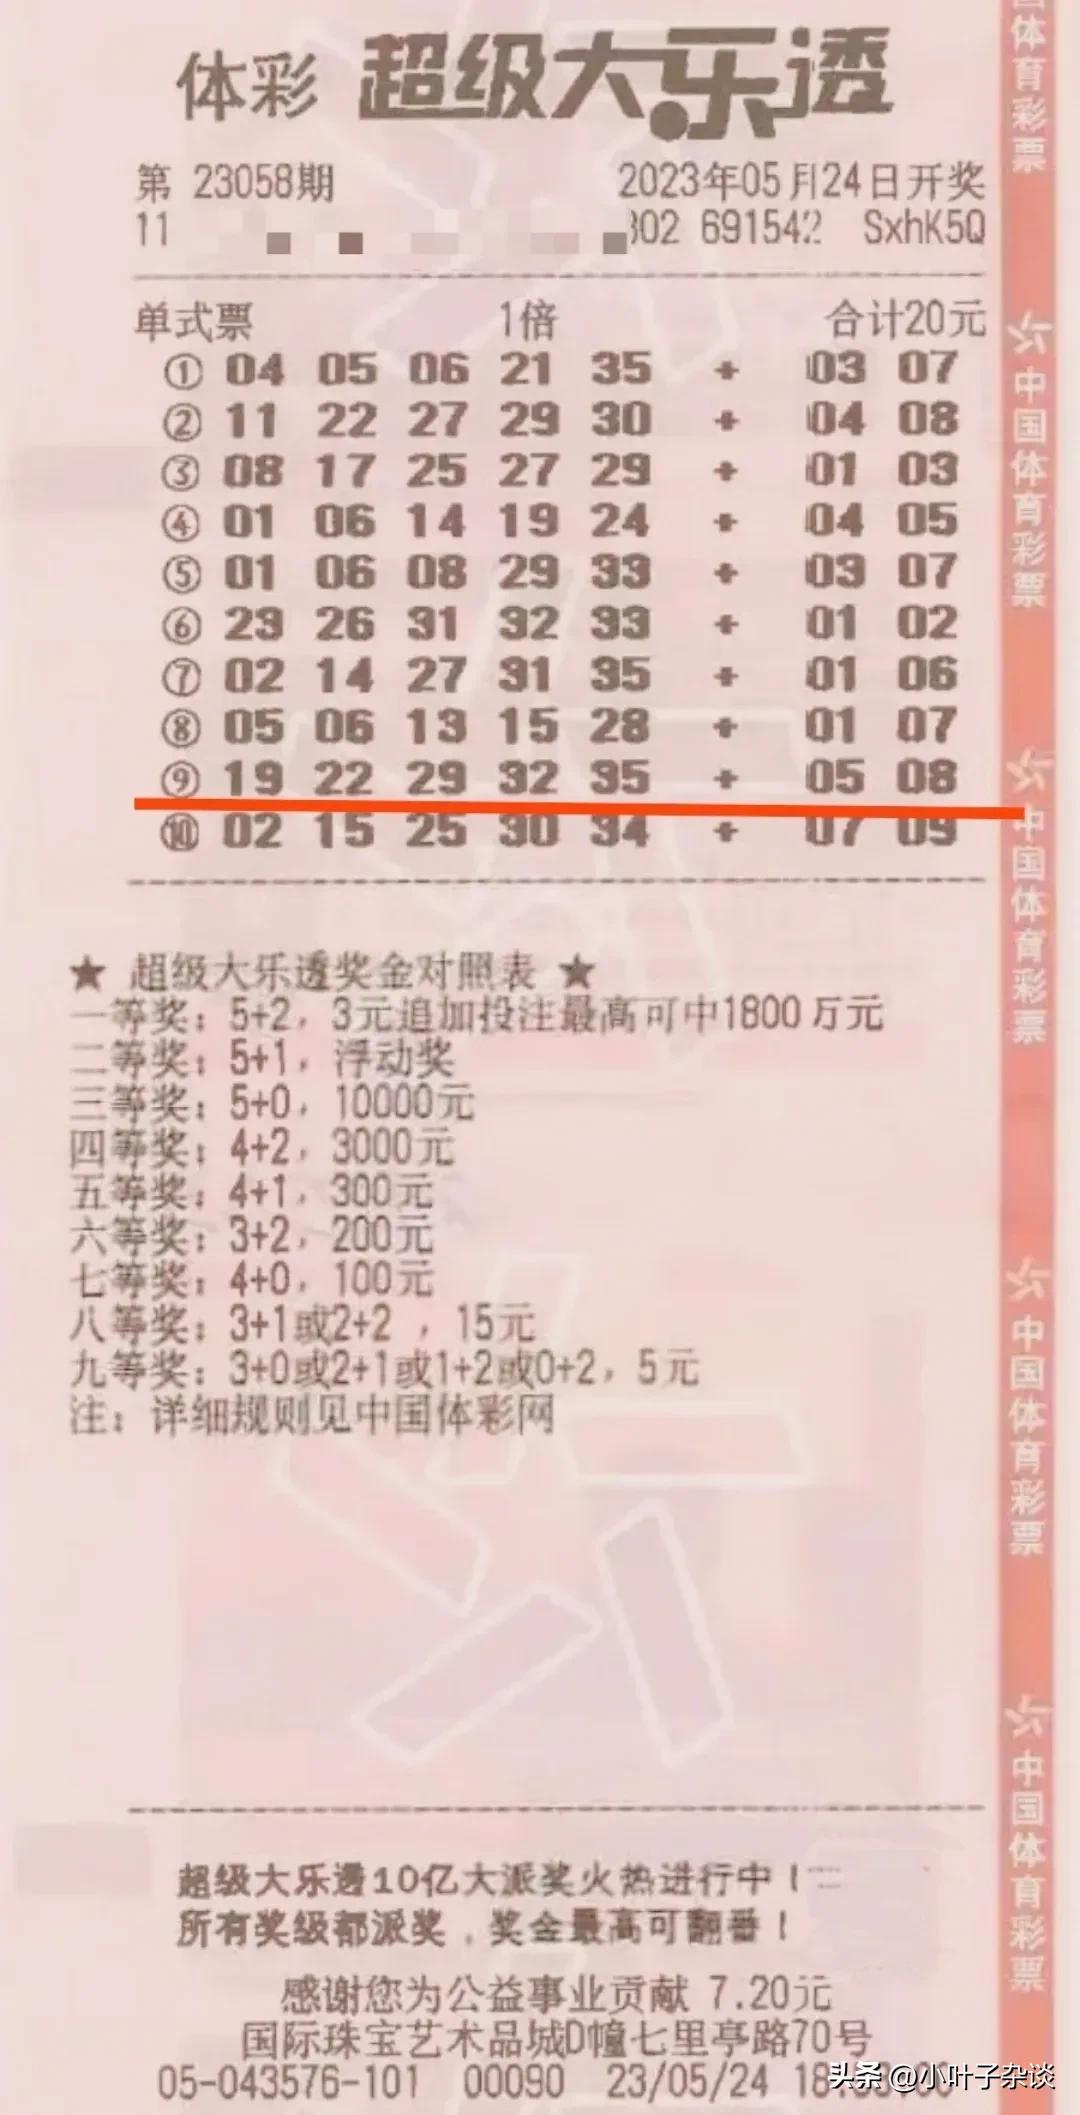 体彩 超级大乐透
第 23058期 2023年05月24日开奖
11 302 691542 SxhK5Q
单式票 1倍 合计20元
① 04 05 06 21 35 + 03 07
② 11 22 27 29 30 + 04 08
③ 08 17 25 27 29 + 01 03
④ 01 06 14 19 24 + 04 05
⑤ 01 06 08 29 33 + 03 07
⑥ 23 26 31 32 33 + 01 02
⑦ 02 14 27 31 35 + 01 06
⑧ 05 06 13 15 28 + 01 07
⑨ 19 22 29 32 35 + 05 08
⑩ 02 15 25 30 34 + 07 09
★ 超级大乐透奖金对照表 ★
一等奖：5+2，3元追加投注最高可中1800万元
二等奖：5+1，浮动奖
三等奖：5+0，10000元
四等奖：4+2，3000元
五等奖：4+1，300元
六等奖：3+2，200元
七等奖：4+0，100元
八等奖：3+1或2+2，15元
九等奖：3+0或2+1或1+2或0+2，5元
注：详细规则见中国体彩网
超级大乐透10亿大派奖火热进行中！
所有奖级都派奖，奖金最高可翻番！
感谢您为公益事业贡献 7.20元
国际珠宝艺术品城D幢七里亭路70号
05-043576-101 00090 23/05/24
头条 @小叶子杂谈
国体育彩票
中国体育彩票
中国体育彩票
中国体育彩票
中国体育彩票